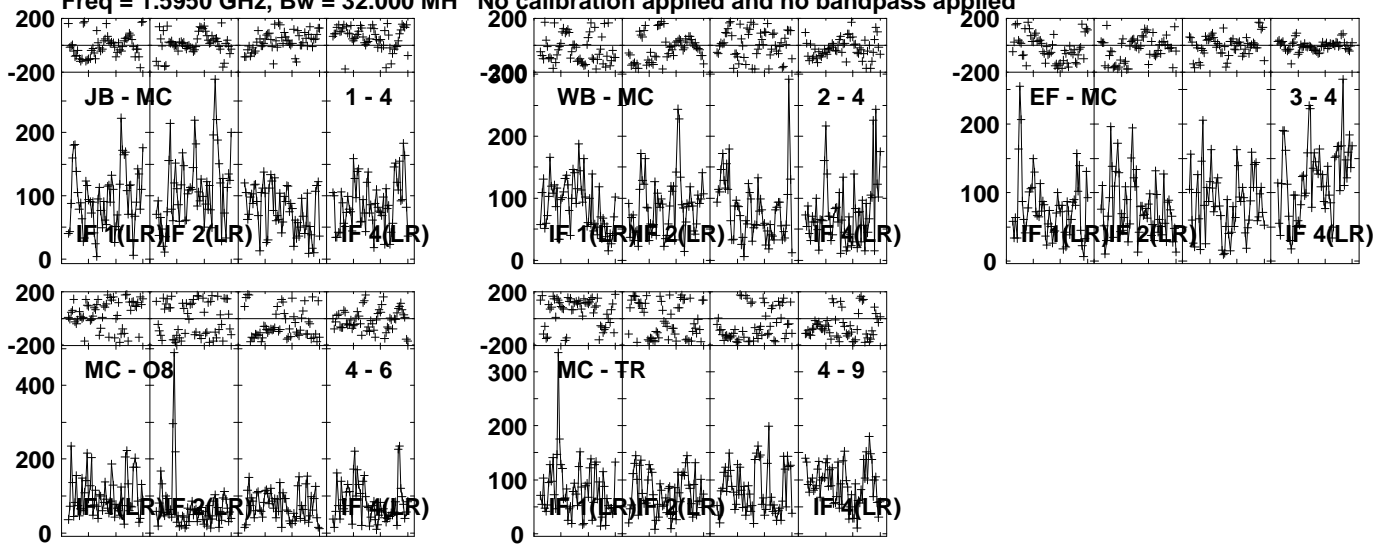 Freq = 1.5950 GHz, Bw = 32.000 MH No calibration applied and no bandpass applied
200
-200
JB - MC 1 - 4
200
100
0
IF 1(LR) IF 2(LR) IF 4(LR)
200
-200
200
WB - MC 2 - 4
200
100
0
IF 1(LR) IF 2(LR) IF 4(LR)
200
-200
EF - MC 3 - 4
200
100
0
IF 1(LR) IF 2(LR) IF 4(LR)
200
-200
MC - O8 4 - 6
400
200
0
IF 1(LR) IF 2(LR) IF 4(LR)
200
-200
MC - TR 4 - 9
300
200
100
0
IF 1(LR) IF 2(LR) IF 4(LR)